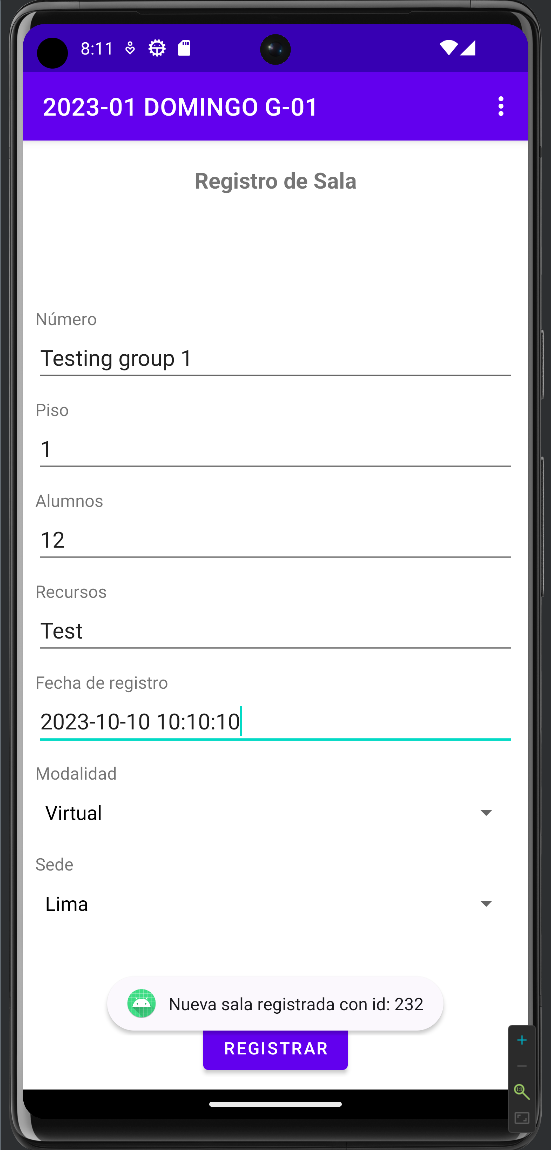 8:11
2023-01 DOMINGO G-01
Registro de Sala
Número
Testing group 1
Piso
1
Alumnos
12
Recursos
Test
Fecha de registro
2023-10-10 10:10:10
Modalidad
Virtual
Sede
Lima
Nueva sala registrada con id: 232
REGISTRAR